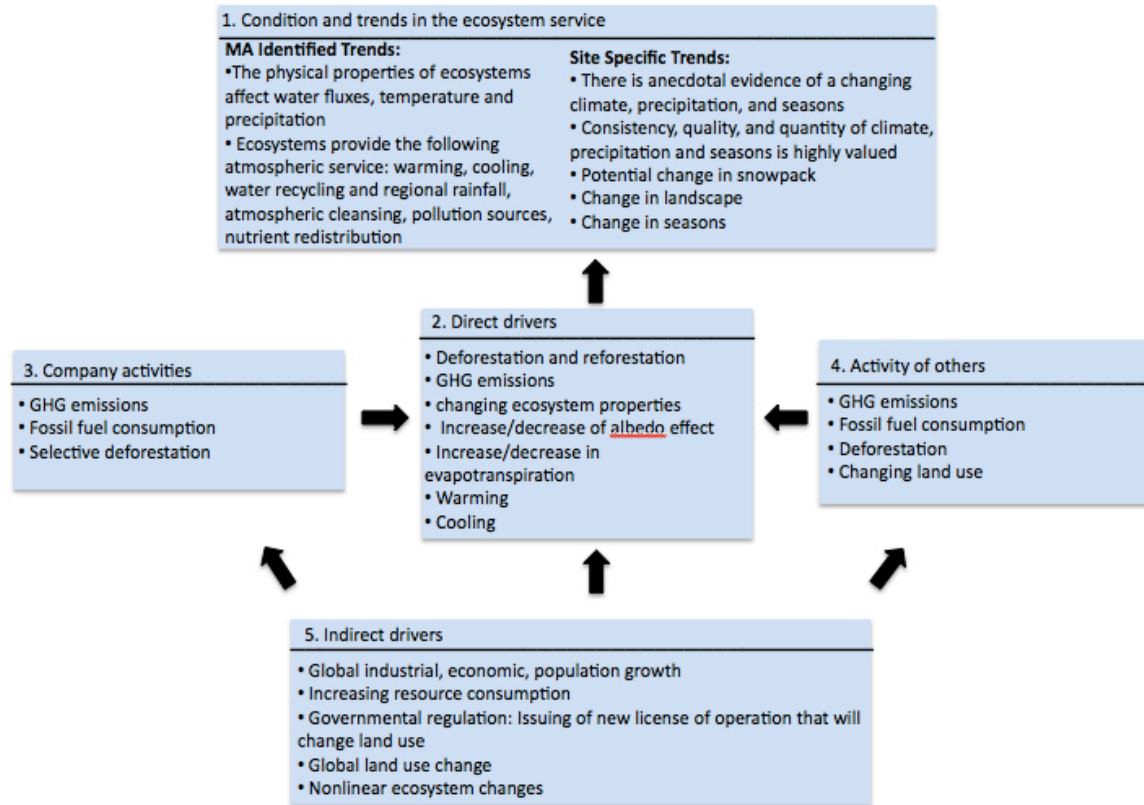 1. Condition and trends in the ecosystem service
MA Identified Trends:
•The physical properties of ecosystems
affect water fluxes, temperature and
precipitation
• Ecosystems provide the following
atmospheric service: warming, cooling,
water recycling and regional rainfall,
atmospheric cleansing, pollution sources,
nutrient redistribution
Site Specific Trends:
• There is anecdotal evidence of a changing
climate, precipitation, and seasons
• Consistency, quality, and quantity of climate,
precipitation and seasons is highly valued
• Potential change in snowpack
• Change in landscape
• Change in seasons
2. Direct drivers
• Deforestation and reforestation
• GHG emissions
• changing ecosystem properties
• Increase/decrease of albedo effect
• Increase/decrease in
evapotranspiration
• Warming
• Cooling
3. Company activities
• GHG emissions
• Fossil fuel consumption
• Selective deforestation
4. Activity of others
• GHG emissions
• Fossil fuel consumption
• Deforestation
• Changing land use
5. Indirect drivers
• Global industrial, economic, population growth
• Increasing resource consumption
• Governmental regulation: Issuing of new license of operation that will
change land use
• Global land use change
• Nonlinear ecosystem changes